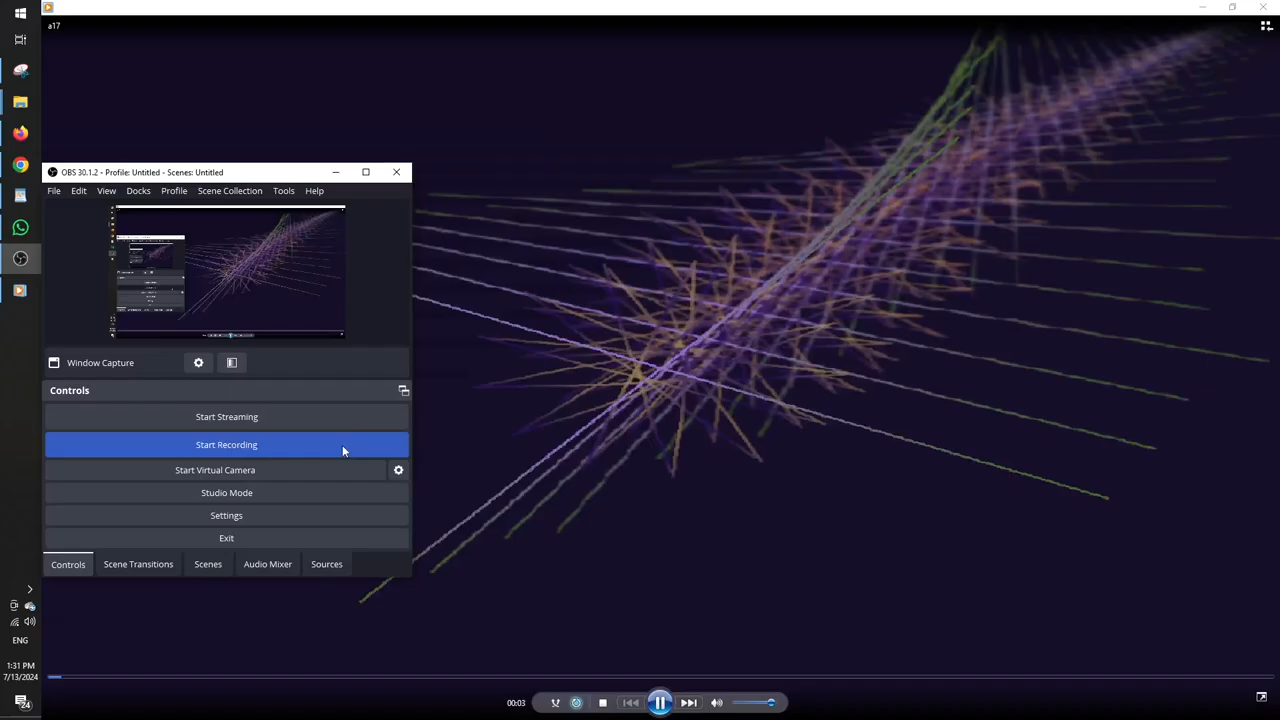 a17
OBS 30.1.2 - Profile: Untitled - Scenes: Untitled
File Edit View Docks Profile Scene Collection Tools Help
Window Capture
Controls
Start Streaming
Start Recording
Start Virtual Camera
Studio Mode
Settings
Exit
Controls Scene Transitions Scenes Audio Mixer Sources
ENG
1:31 PM
7/13/2024
24
00:03